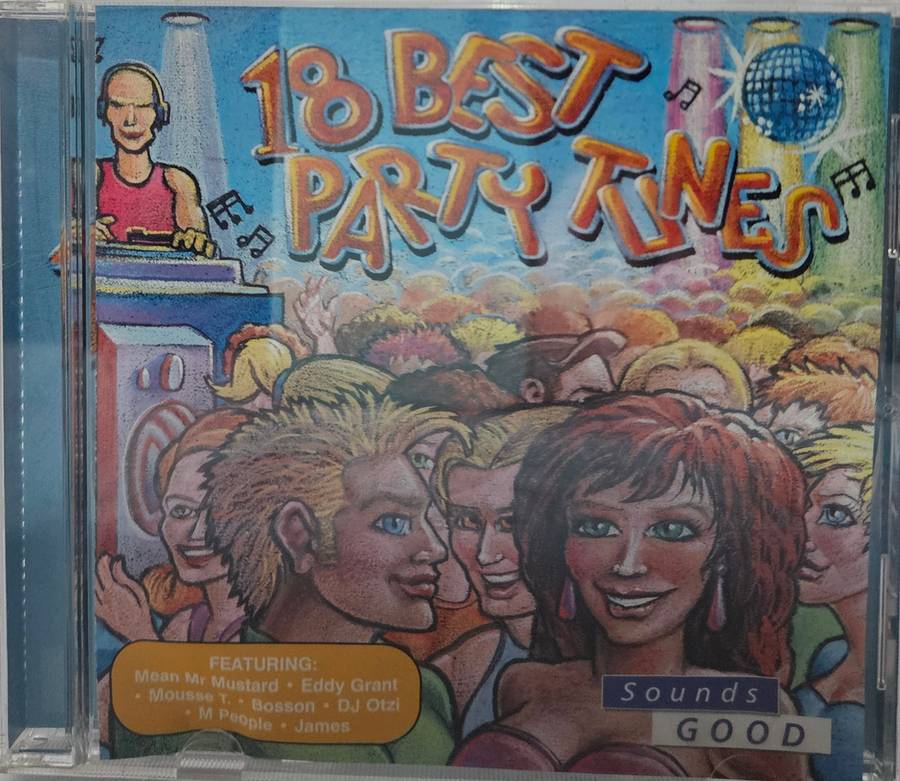 18 BEST
PARTY TUNES
FEATURING:
Mean Mr Mustard • Eddy Grant
• Mousse T. • Bosson • DJ Otzi
• M People • James
Sounds
GOOD